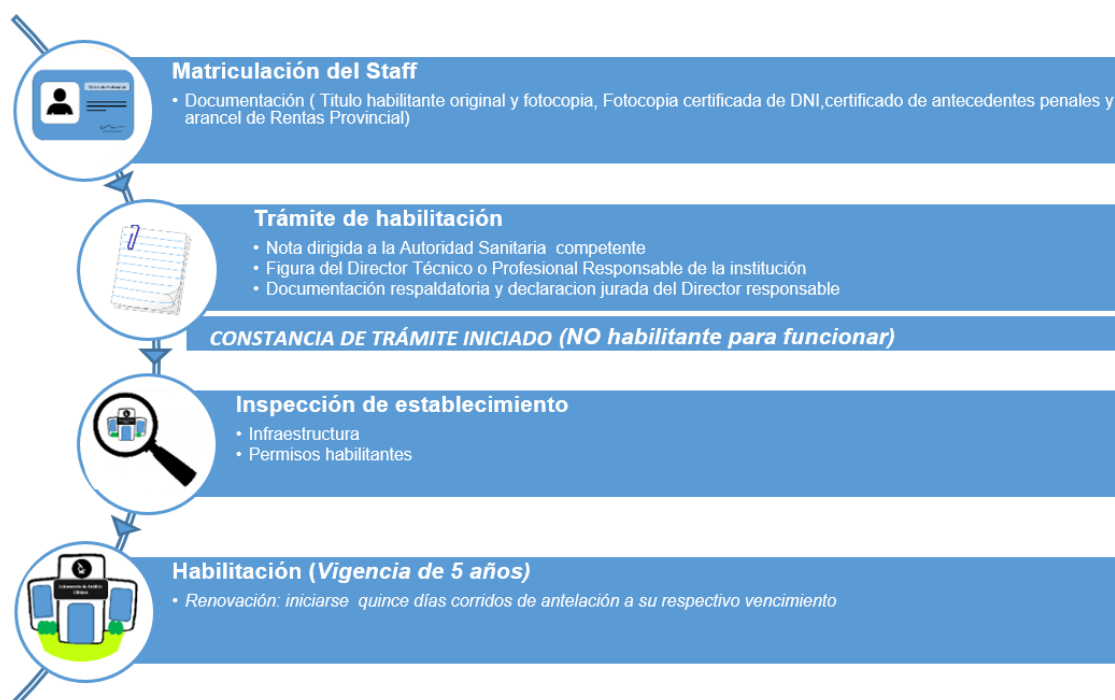 Matriculación del Staff
• Documentación ( Titulo habilitante original y fotocopia, Fotocopia certificada de DNI,certificado de antecedentes penales y
arancel de Rentas Provincial)
Trámite de habilitación
• Nota dirigida a la Autoridad Sanitaria competente
• Figura del Director Técnico o Profesional Responsable de la institución
• Documentación respaldatoria y declaracion jurada del Director responsable
CONSTANCIA DE TRÁMITE INICIADO (NO habilitante para funcionar)
Inspección de establecimiento
• Infraestructura
• Permisos habilitantes
Habilitación (Vigencia de 5 años)
• Renovación: iniciarse quince días corridos de antelación a su respectivo vencimiento